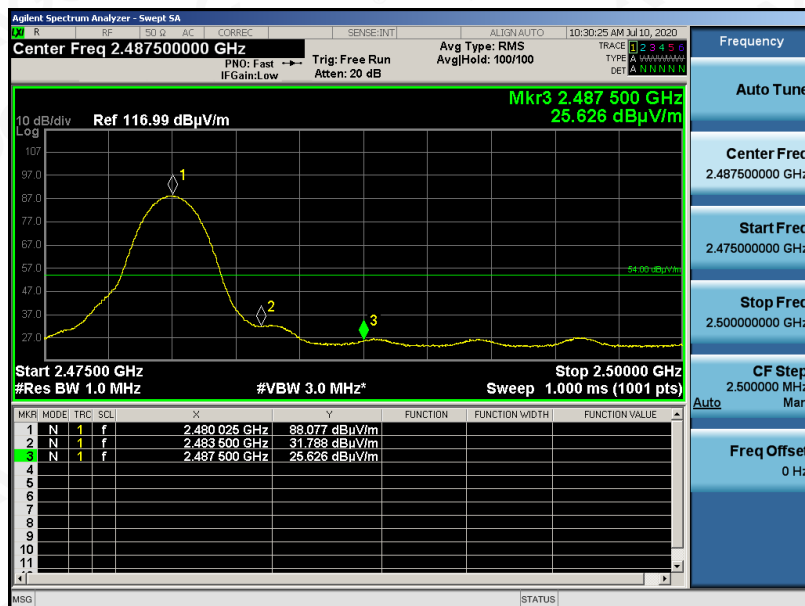 Agilent Spectrum Analyzer - Swept SA
LXI R RF 50 Ω AC CORREC SENSE:INT ALIGN AUTO 10:30:25 AM Jul 10, 2020
Center Freq 2.487500000 GHz
PNO: Fast
IFGain:Low
Trig: Free Run
Atten: 20 dB
Avg Type: RMS
Avg|Hold: 100/100
TRACE 1 2 3 4 5 6
TYPE A WWWWW
DET A N N N N N
Mkr3 2.487 500 GHz
25.626 dBµV/m
10 dB/div Ref 116.99 dBµV/m
Log
107
97.0
87.0
77.0
67.0
57.0
47.0
37.0
27.0
1
2
3
54.00 dBµV/m
Start 2.47500 GHz Stop 2.50000 GHz
#Res BW 1.0 MHz #VBW 3.0 MHz* Sweep 1.000 ms (1001 pts)
MKR MODE TRC SCL X Y FUNCTION FUNCTION WIDTH FUNCTION VALUE
1 N 1 f 2.480 025 GHz 88.077 dBµV/m
2 N 1 f 2.483 500 GHz 31.788 dBµV/m
3 N 1 f 2.487 500 GHz 25.626 dBµV/m
4
5
6
7
8
9
10
11
MSG STATUS
Frequency
Auto Tune
Center Freq
2.487500000 GHz
Start Freq
2.475000000 GHz
Stop Freq
2.500000000 GHz
CF Step
2.500000 MHz
Auto Man
Freq Offset
0 Hz